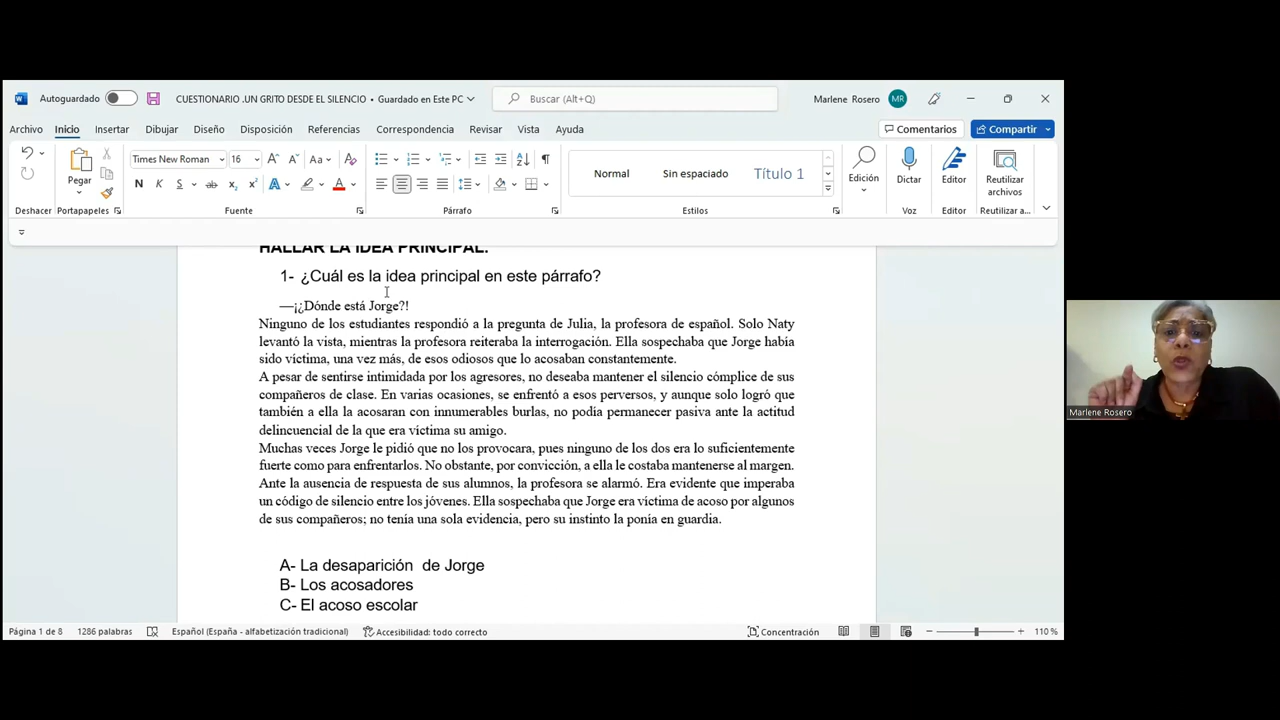 Autoguardado
CUESTIONARIO .UN GRITO DESDE EL SILENCIO • Guardado en Este PC
Buscar (Alt+Q)
Marlene Rosero MR
Archivo Inicio Insertar Dibujar Diseño Disposición Referencias Correspondencia Revisar Vista Ayuda
Comentarios Compartir
Times New Roman 16
Pegar
N K S ab x₂ x²
Normal Sin espaciado Título 1
Edición
Dictar
Editor
Reutilizar
archivos
Deshacer Portapapeles Fuente Párrafo Estilos Voz Editor Reutilizar a...
HALLAR LA IDEA PRINCIPAL.
1- ¿Cuál es la idea principal en este párrafo?
—¡¿Dónde está Jorge?!
Ninguno de los estudiantes respondió a la pregunta de Julia, la profesora de español. Solo Naty
levantó la vista, mientras la profesora reiteraba la interrogación. Ella sospechaba que Jorge había
sido víctima, una vez más, de esos odiosos que lo acosaban constantemente.
A pesar de sentirse intimidada por los agresores, no deseaba mantener el silencio cómplice de sus
compañeros de clase. En varias ocasiones, se enfrentó a esos perversos, y aunque solo logró que
también a ella la acosaran con innumerables burlas, no podía permanecer pasiva ante la actitud
delincuencial de la que era víctima su amigo.
Muchas veces Jorge le pidió que no los provocara, pues ninguno de los dos era lo suficientemente
fuerte como para enfrentarlos. No obstante, por convicción, a ella le costaba mantenerse al margen.
Ante la ausencia de respuesta de sus alumnos, la profesora se alarmó. Era evidente que imperaba
un código de silencio entre los jóvenes. Ella sospechaba que Jorge era víctima de acoso por algunos
de sus compañeros; no tenía una sola evidencia, pero su instinto la ponía en guardia.
A- La desaparición de Jorge
B- Los acosadores
C- El acoso escolar
Página 1 de 8 1286 palabras Español (España - alfabetización tradicional) Accesibilidad: todo correcto Concentración 110 %
Marlene Rosero